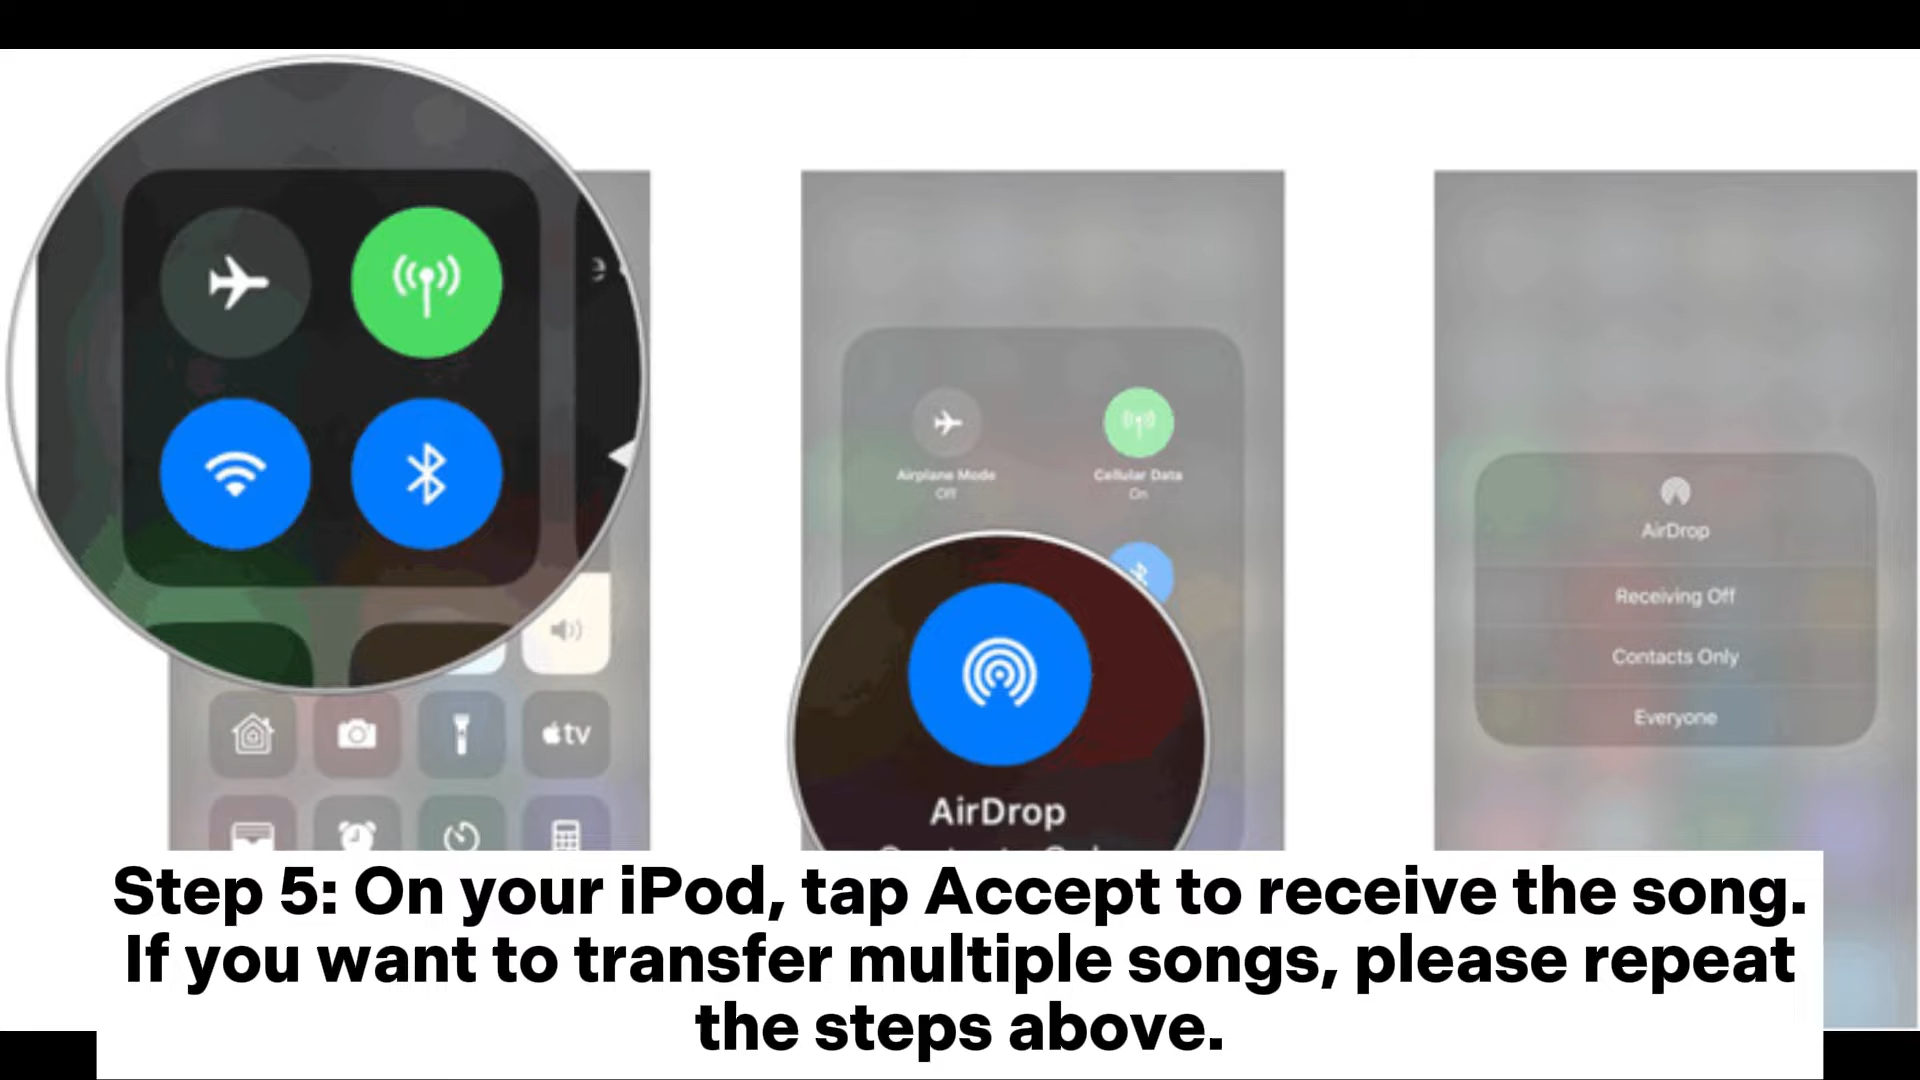 tv
Airplane Mode
Off
Cellular Data
On
AirDrop
AirDrop
Receiving Off
Contacts Only
Everyone
Step 5: On your iPod, tap Accept to receive the song.
If you want to transfer multiple songs, please repeat
the steps above.